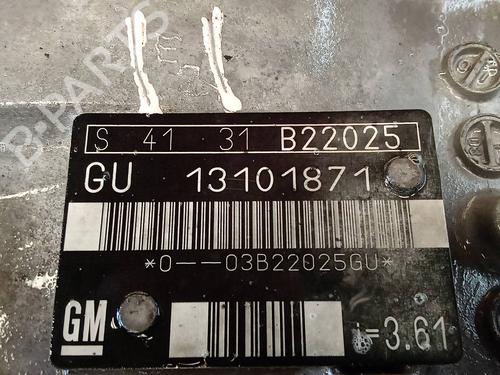 B-PARTS
S 41 31 B22025
GU 13101871
*0--03B22025GU*
GM
i=3.61